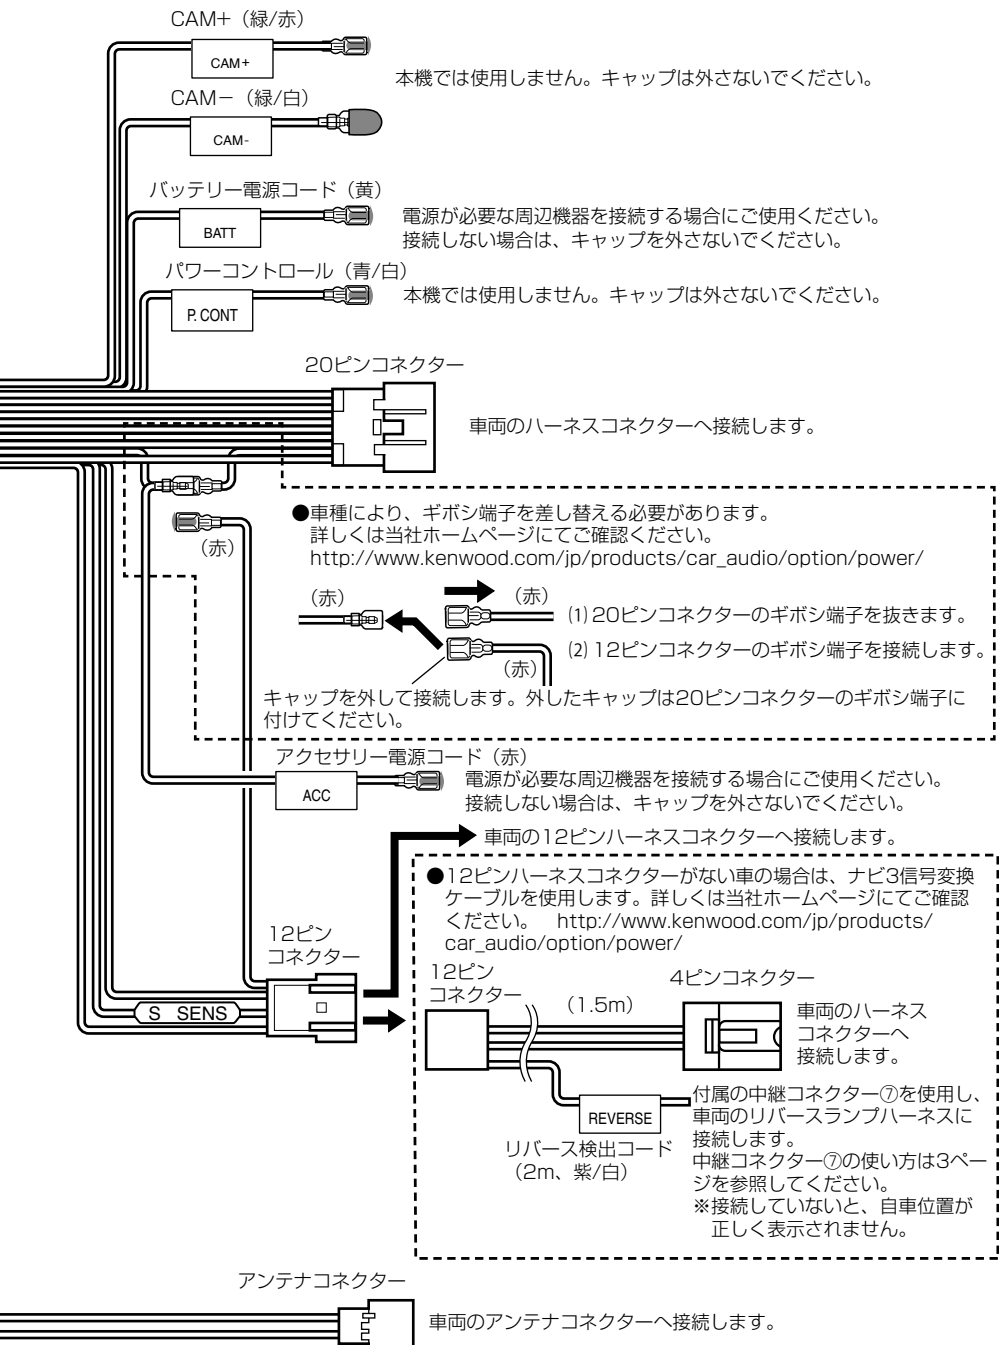 CAM+（緑/赤）
CAM+
本機では使用しません。キャップは外さないでください。
CAM−（緑/白）
CAM-
バッテリー電源コード（黄）
BATT
電源が必要な周辺機器を接続する場合にご使用ください。
接続しない場合は、キャップを外さないでください。
パワーコントロール（青/白）
P. CONT
本機では使用しません。キャップは外さないでください。
20ピンコネクター
車両のハーネスコネクターへ接続します。
（赤）
●車種により、ギボシ端子を差し替える必要があります。
詳しくは当社ホームページにてご確認ください。
http://www.kenwood.com/jp/products/car_audio/option/power/
（赤）
（赤）
(1) 20ピンコネクターのギボシ端子を抜きます。
(2) 12ピンコネクターのギボシ端子を接続します。
（赤）
キャップを外して接続します。外したキャップは20ピンコネクターのギボシ端子に
付けてください。
アクセサリー電源コード（赤）
ACC
電源が必要な周辺機器を接続する場合にご使用ください。
接続しない場合は、キャップを外さないでください。
車両の12ピンハーネスコネクターへ接続します。
●12ピンハーネスコネクターがない車の場合は、ナビ3信号変換
ケーブルを使用します。詳しくは当社ホームページにてご確認
ください。 http://www.kenwood.com/jp/products/
car_audio/option/power/
12ピン
コネクター
S SENS
12ピン
コネクター
（1.5m）
4ピンコネクター
車両のハーネス
コネクターへ
接続します。
REVERSE
リバース検出コード
（2m、紫/白）
付属の中継コネクター⑦を使用し、
車両のリバースランプハーネスに
接続します。
中継コネクター⑦の使い方は3ペー
ジを参照してください。
※接続していないと、自車位置が
正しく表示されません。
アンテナコネクター
車両のアンテナコネクターへ接続します。